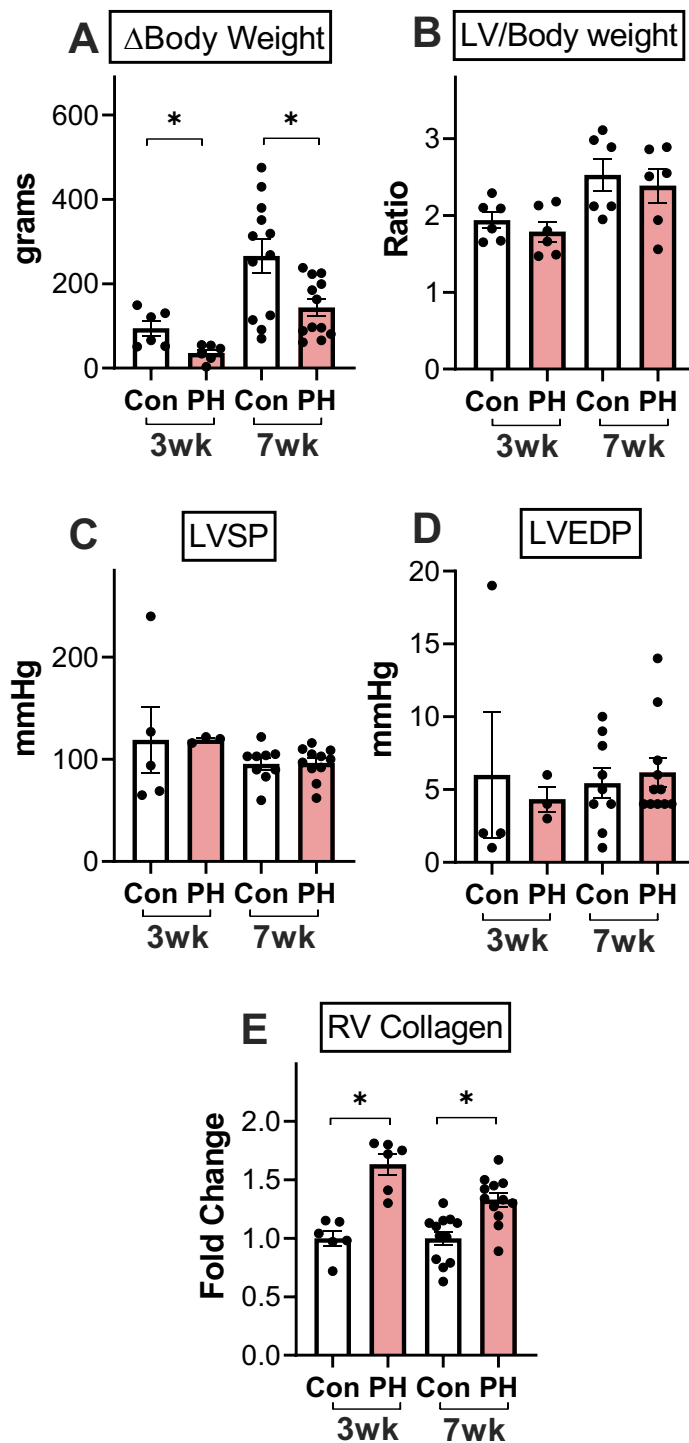 A ΔBody Weight
grams
600
400
200
0
* *
Con PH Con PH
3wk 7wk
B LV/Body weight
Ratio
3
2
1
0
Con PH Con PH
3wk 7wk
C LVSP
mmHg
200
100
0
Con PH Con PH
3wk 7wk
D LVEDP
mmHg
20
15
10
5
0
Con PH Con PH
3wk 7wk
E RV Collagen
Fold Change
2.0
1.5
1.0
0.5
0.0
* *
Con PH Con PH
3wk 7wk